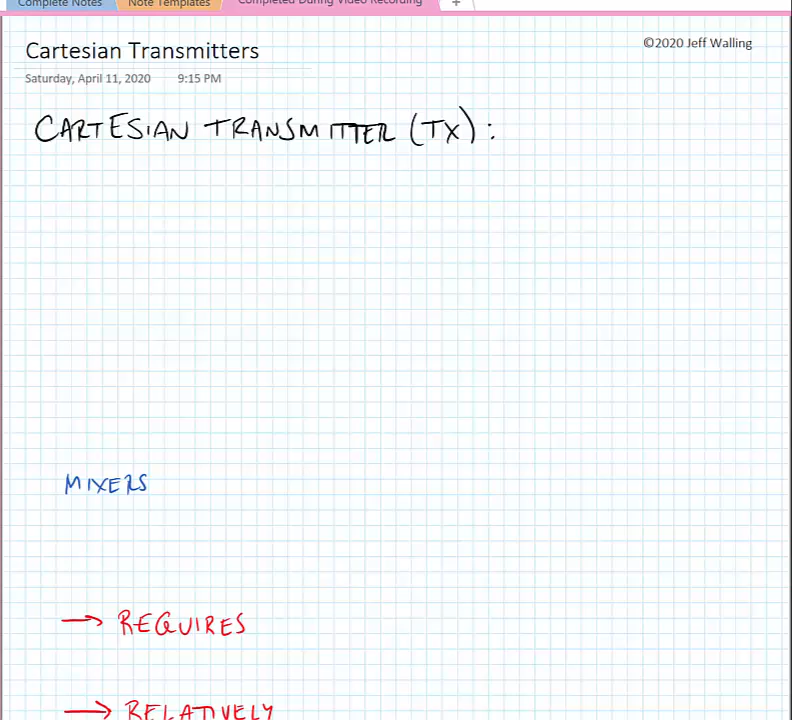 Complete Notes Note Templates Completed During Video Recording +
©2020 Jeff Walling
Cartesian Transmitters
Saturday, April 11, 2020 9:15 PM
CARTESIAN TRANSMITTER (TX):
MIXERS
→ REQUIRES
→ RELATIVELY